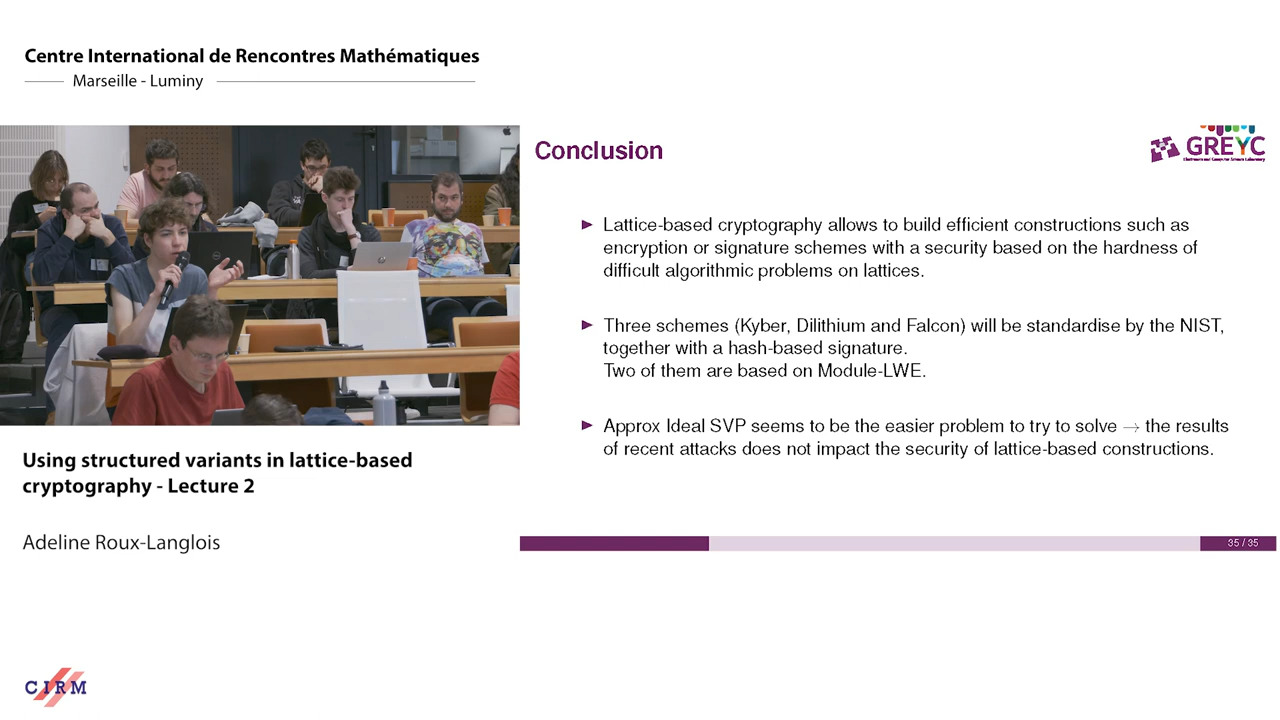 Centre International de Rencontres Mathématiques
Marseille - Luminy
Conclusion
GREYC
Electronics and Computer Science Laboratory
► Lattice-based cryptography allows to build efficient constructions such as
encryption or signature schemes with a security based on the hardness of
difficult algorithmic problems on lattices.
► Three schemes (Kyber, Dilithium and Falcon) will be standardise by the NIST,
together with a hash-based signature.
Two of them are based on Module-LWE.
► Approx Ideal SVP seems to be the easier problem to try to solve → the results
of recent attacks does not impact the security of lattice-based constructions.
35 / 35
Using structured variants in lattice-based
cryptography - Lecture 2
Adeline Roux-Langlois
CIRM